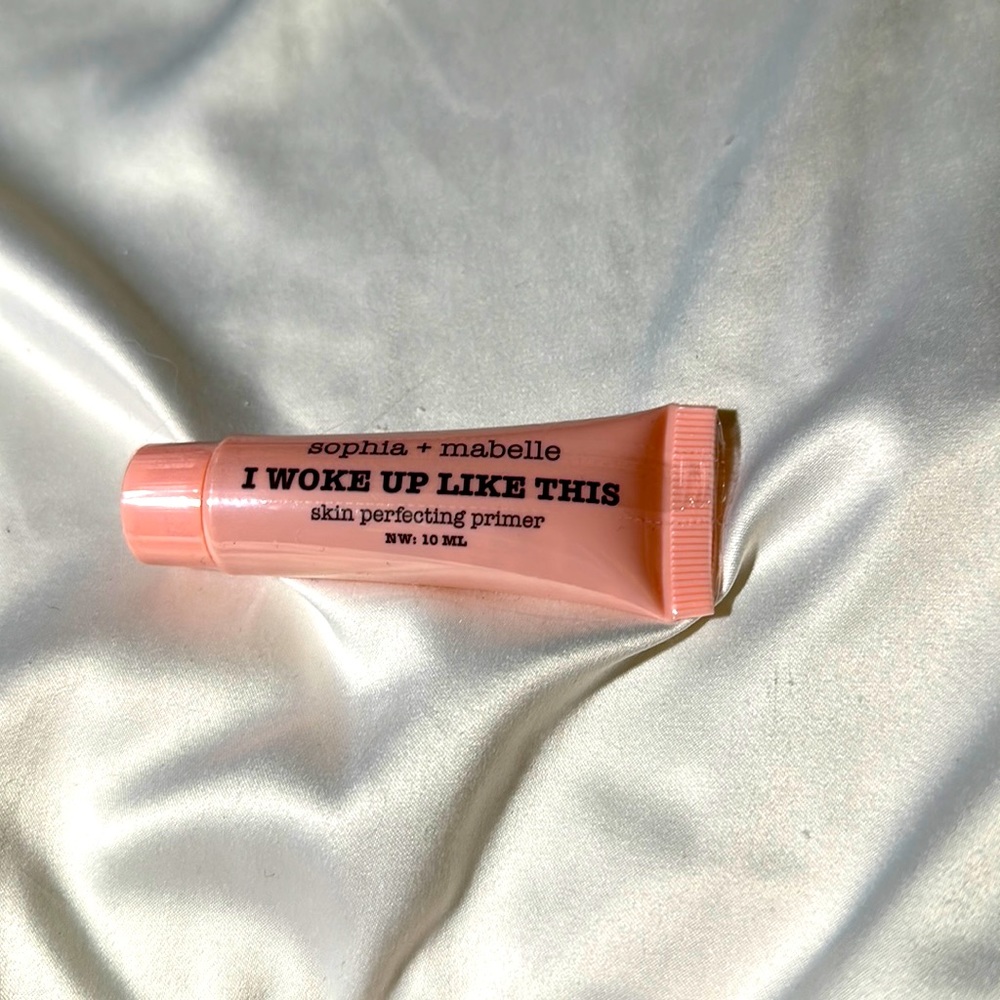 sophia + mabelle
I WOKE UP LIKE THIS
skin perfecting primer
NW: 10 ML